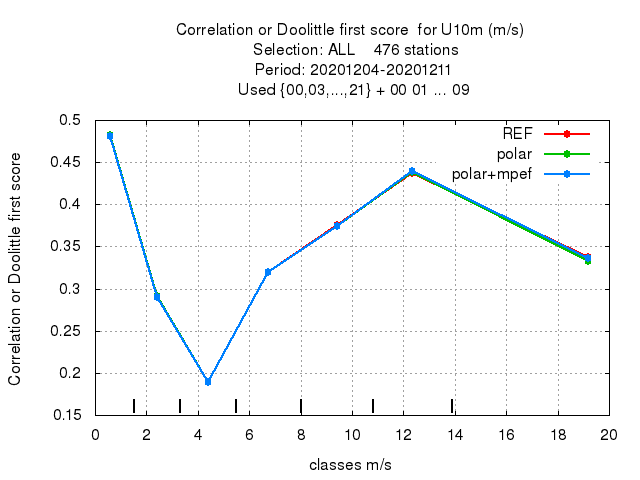 Correlation or Doolittle first score  for U10m (m/s)
Selection: ALL    476 stations
Period: 20201204-20201211
Used {00,03,...,21} + 00 01 ... 09
Correlation or Doolittle first score
0.5
0.45
0.4
0.35
0.3
0.25
0.2
0.15
REF
polar
polar+mpef
0 2 4 6 8 10 12 14 16 18 20
classes m/s